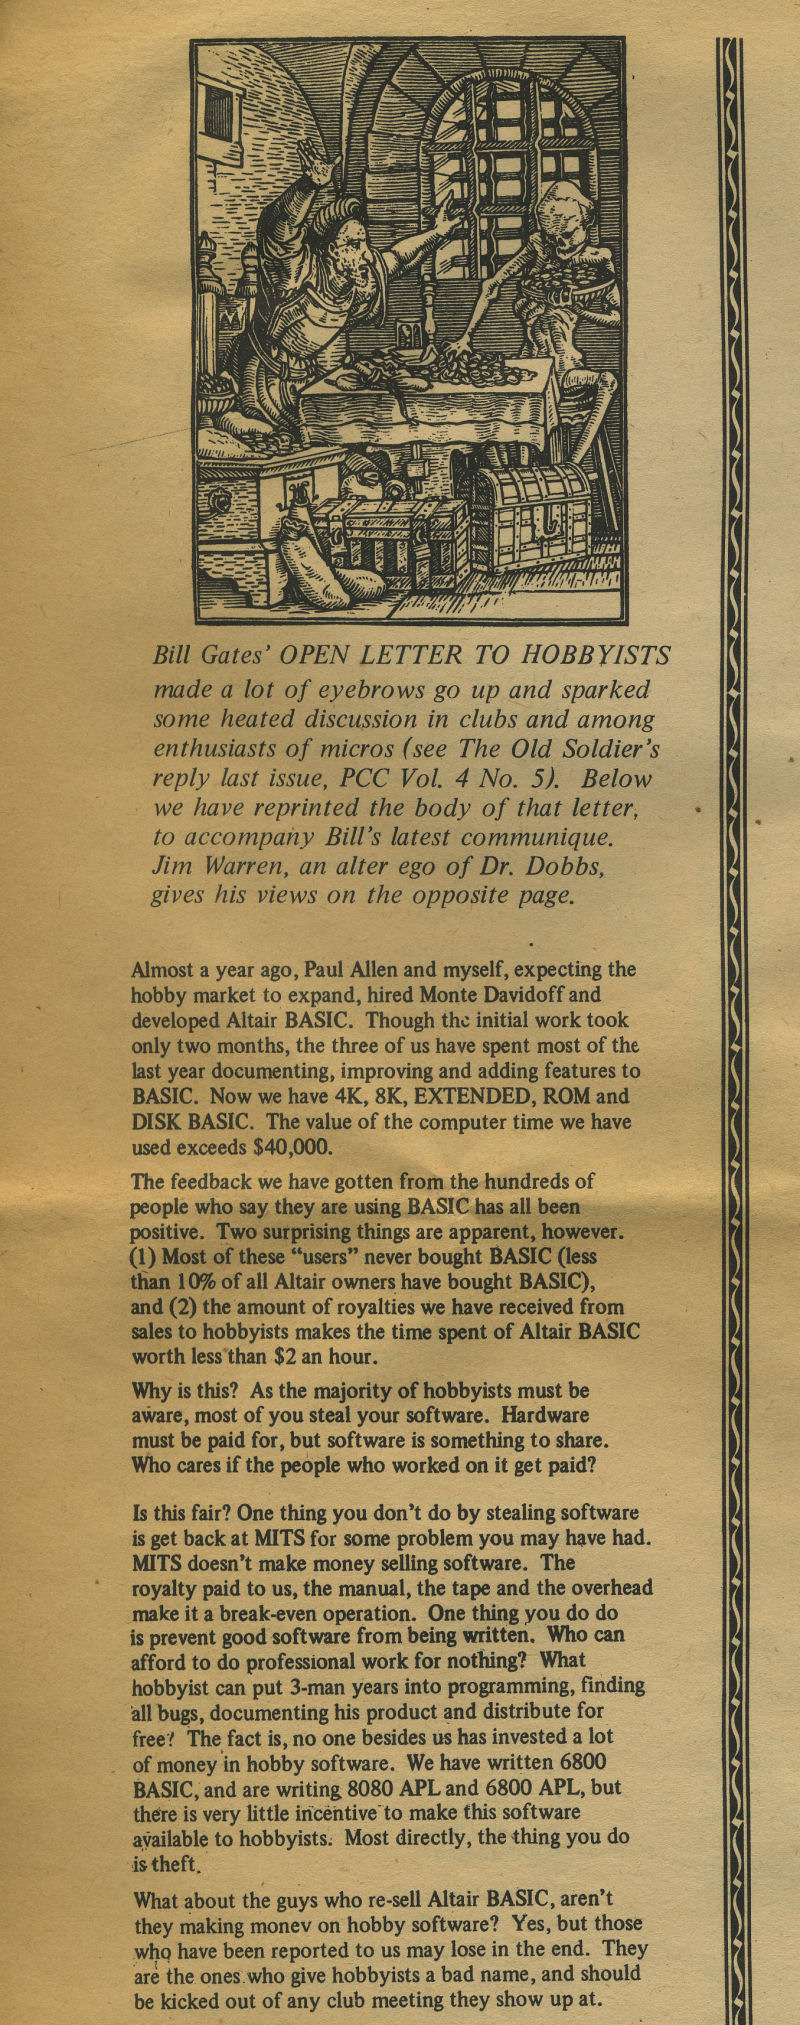 Bill Gates' OPEN LETTER TO HOBBYISTS
made a lot of eyebrows go up and sparked
some heated discussion in clubs and among
enthusiasts of micros (see The Old Soldier's
reply last issue, PCC Vol. 4 No. 5). Below
we have reprinted the body of that letter,
to accompany Bill's latest communique.
Jim Warren, an alter ego of Dr. Dobbs,
gives his views on the opposite page.
Almost a year ago, Paul Allen and myself, expecting the
hobby market to expand, hired Monte Davidoff and
developed Altair BASIC. Though the initial work took
only two months, the three of us have spent most of the
last year documenting, improving and adding features to
BASIC. Now we have 4K, 8K, EXTENDED, ROM and
DISK BASIC. The value of the computer time we have
used exceeds $40,000.
The feedback we have gotten from the hundreds of
people who say they are using BASIC has all been
positive. Two surprising things are apparent, however.
(1) Most of these “users” never bought BASIC (less
than 10% of all Altair owners have bought BASIC),
and (2) the amount of royalties we have received from
sales to hobbyists makes the time spent of Altair BASIC
worth less than $2 an hour.
Why is this? As the majority of hobbyists must be
aware, most of you steal your software. Hardware
must be paid for, but software is something to share.
Who cares if the people who worked on it get paid?
Is this fair? One thing you don't do by stealing software
is get back at MITS for some problem you may have had.
MITS doesn't make money selling software. The
royalty paid to us, the manual, the tape and the overhead
make it a break-even operation. One thing you do do
is prevent good software from being written. Who can
afford to do professional work for nothing? What
hobbyist can put 3-man years into programming, finding
all bugs, documenting his product and distribute for
free? The fact is, no one besides us has invested a lot
of money in hobby software. We have written 6800
BASIC, and are writing 8080 APL and 6800 APL, but
there is very little incentive to make this software
available to hobbyists. Most directly, the thing you do
is theft.
What about the guys who re-sell Altair BASIC, aren't
they making money on hobby software? Yes, but those
who have been reported to us may lose in the end. They
are the ones who give hobbyists a bad name, and should
be kicked out of any club meeting they show up at.